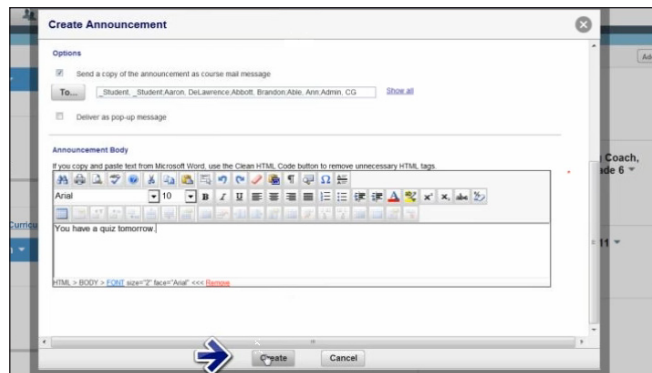 Create Announcement
Options
Send a copy of the announcement as course mail message
To... _Student, _Student;Aaron, DeLawrence;Abbott, Brandon;Able, Ann;Admin, CG Show all
Deliver as pop-up message
Announcement Body
If you copy and paste text from Microsoft Word, use the Clean HTML Code button to remove unnecessary HTML tags.
Arial 10 B I U
You have a quiz tomorrow.
HTML > BODY > FONT size="2" face="Arial" <<< Remove
Create Cancel
Coach,
de 6
11
Curricu
Ad